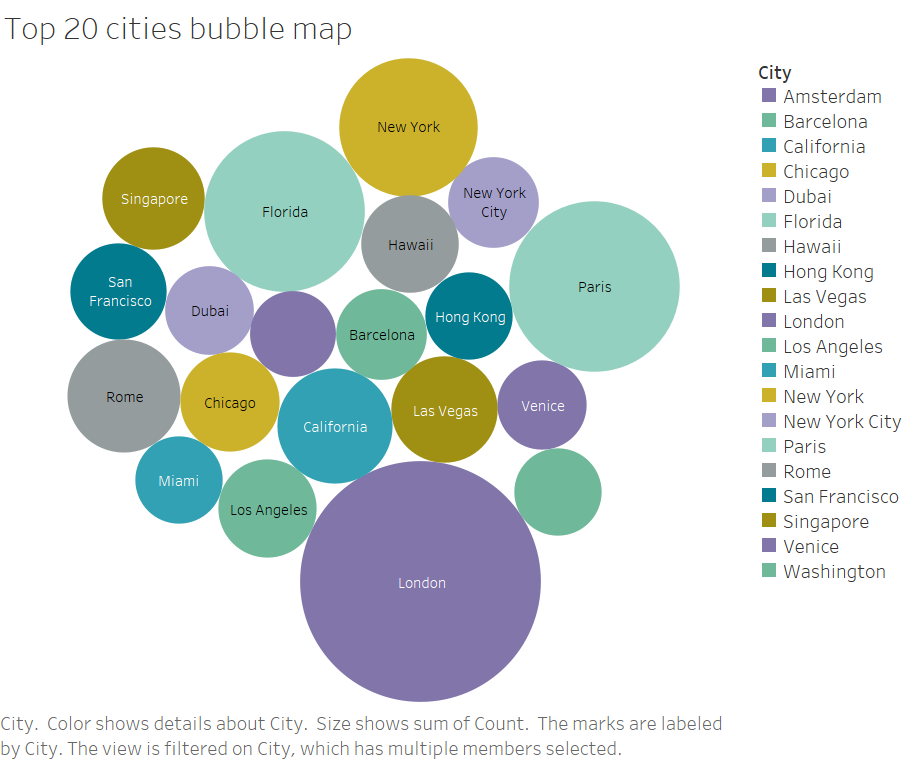 Top 20 cities bubble map
New York
Singapore
Florida
New York
City
Hawaii
San
Francisco
Paris
Dubai
Barcelona
Hong Kong
Rome
Chicago
California
Las Vegas
Venice
Miami
Los Angeles
London
City
Amsterdam
Barcelona
California
Chicago
Dubai
Florida
Hawaii
Hong Kong
Las Vegas
London
Los Angeles
Miami
New York
New York City
Paris
Rome
San Francisco
Singapore
Venice
Washington
City.  Color shows details about City.  Size shows sum of Count.  The marks are labeled
by City. The view is filtered on City, which has multiple members selected.